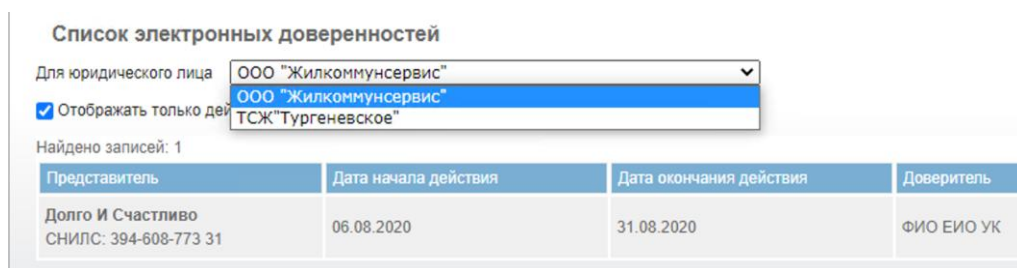 Список электронных доверенностей
Для юридического лица ООО "Жилкоммунсервис"
ООО "Жилкоммунсервис"
Отображать только дей
ТСЖ"Тургеневское"
Найдено записей: 1
Представитель Дата начала действия Дата окончания действия Доверитель
Долго И Счастливо
СНИЛС: 394-608-773 31 06.08.2020 31.08.2020 ФИО ЕИО УК